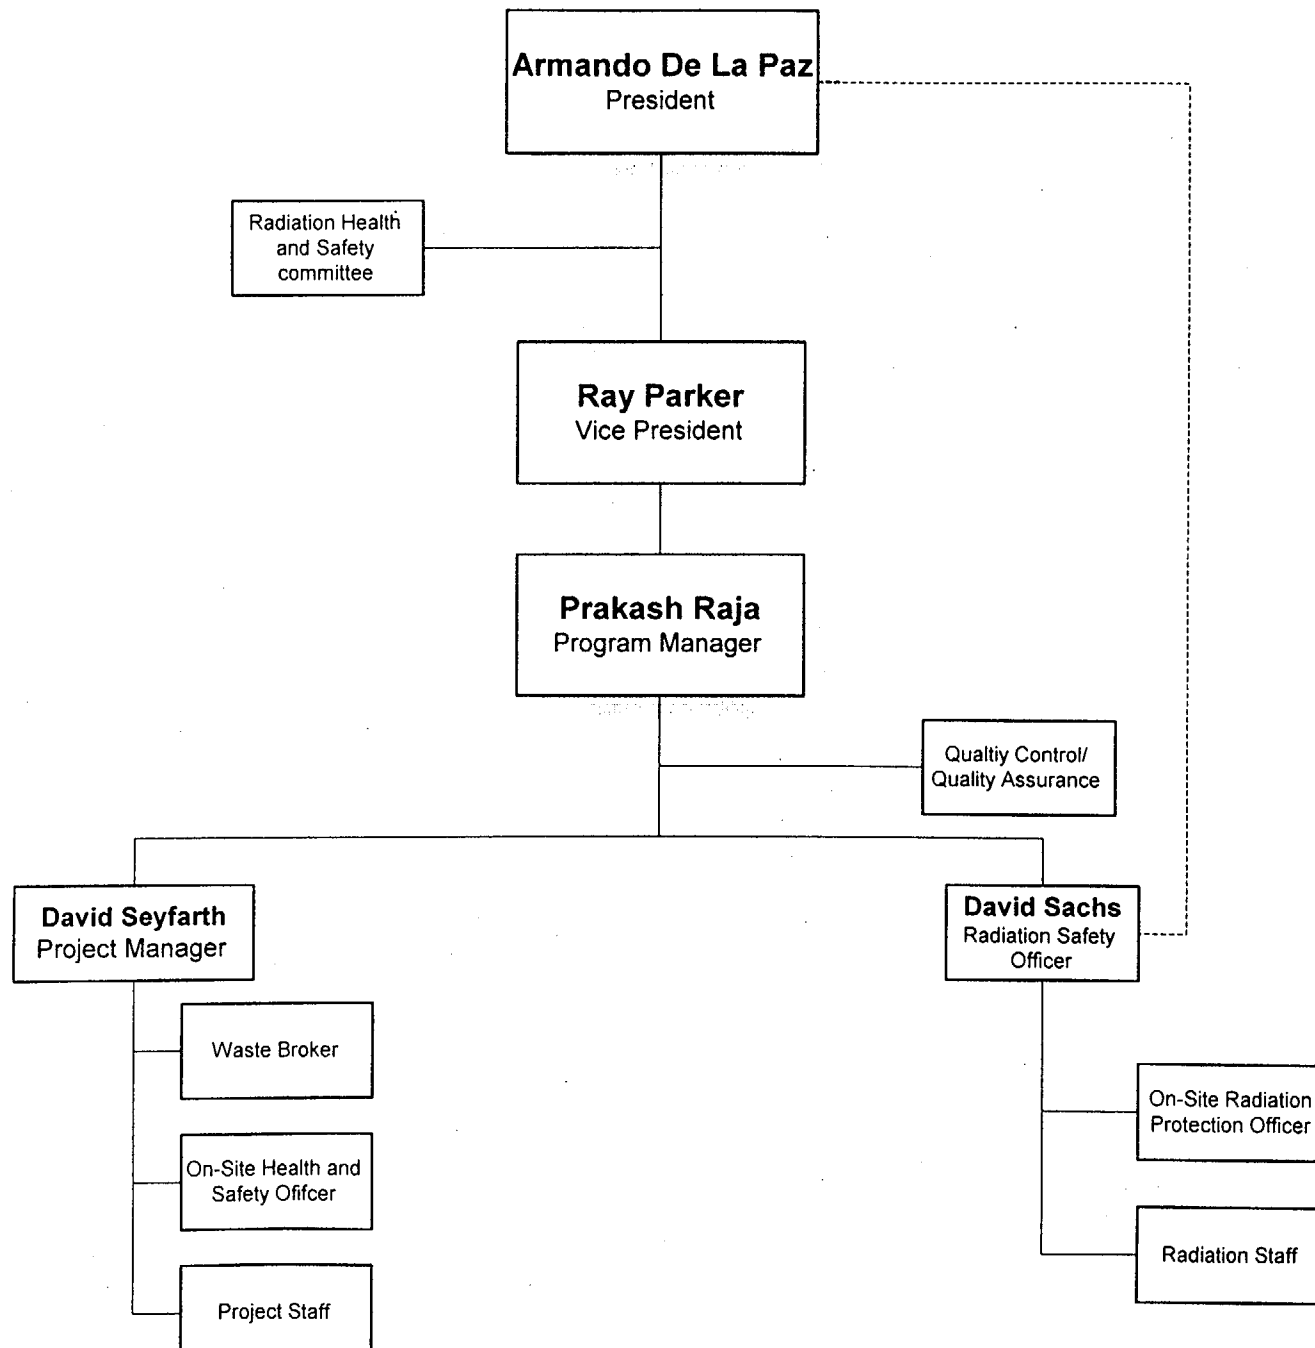 Armando De La Paz
President
Radiation Health
and Safety
committee
Ray Parker
Vice President
Prakash Raja
Program Manager
Qualtiy Control/
Quality Assurance
David Seyfarth
Project Manager
David Sachs
Radiation Safety
Officer
Waste Broker
On-Site Health and
Safety Ofifcer
Project Staff
On-Site Radiation
Protection Officer
Radiation Staff